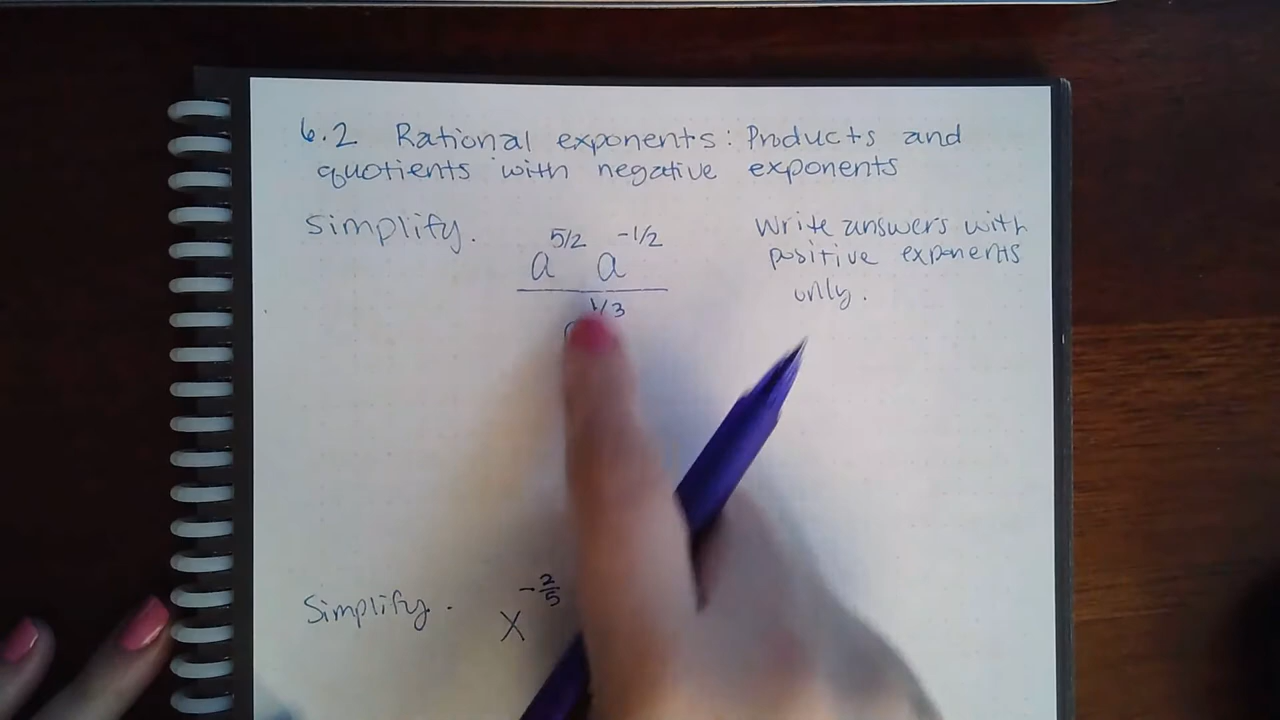 6.2 Rational exponents: Products and
quotients with negative exponents
Simplify.
a^5/2 a^-1/2
1/3
Write answers with
positive exponents
only.
Simplify.
x^-2/5